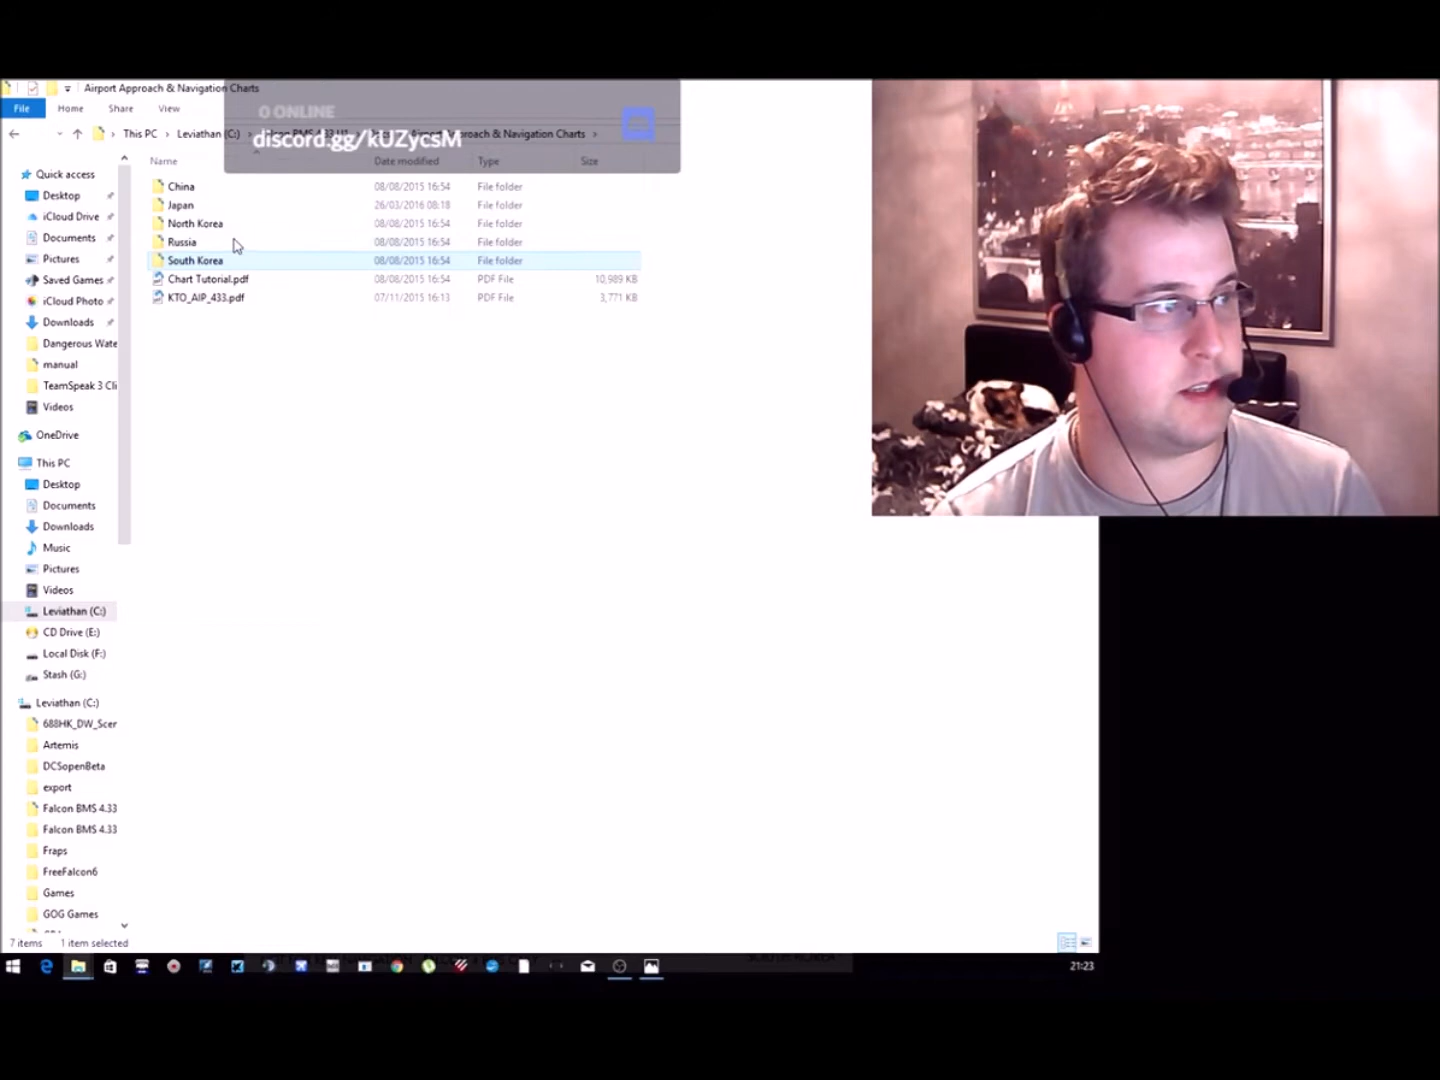 Airport Approach & Navigation Charts
File Home Share View
0 ONLINE
discord.gg/kUZycsM
This PC > Leviathan (C:) > Airport Approach & Navigation Charts >
Name Date modified Type Size
China 08/08/2015 16:54 File folder
Japan 26/03/2016 08:18 File folder
North Korea 08/08/2015 16:54 File folder
Russia 08/08/2015 16:54 File folder
South Korea 08/08/2015 16:54 File folder
Chart Tutorial.pdf 08/08/2015 16:54 PDF File 10,989 KB
KTO_AIP_433.pdf 07/11/2015 16:13 PDF File 3,771 KB
Quick access
Desktop
iCloud Drive
Documents
Pictures
Saved Games
iCloud Photo
Downloads
Dangerous Wate
manual
TeamSpeak 3 Cli
Videos
OneDrive
This PC
Desktop
Documents
Downloads
Music
Pictures
Videos
Leviathan (C:)
CD Drive (E:)
Local Disk (F:)
Stash (G:)
Leviathan (C:)
688HK_DW_Scer
Artemis
DCSopenBeta
export
Falcon BMS 4.33
Falcon BMS 4.33
Fraps
FreeFalcon6
Games
GOG Games
7 items 1 item selected
21:23